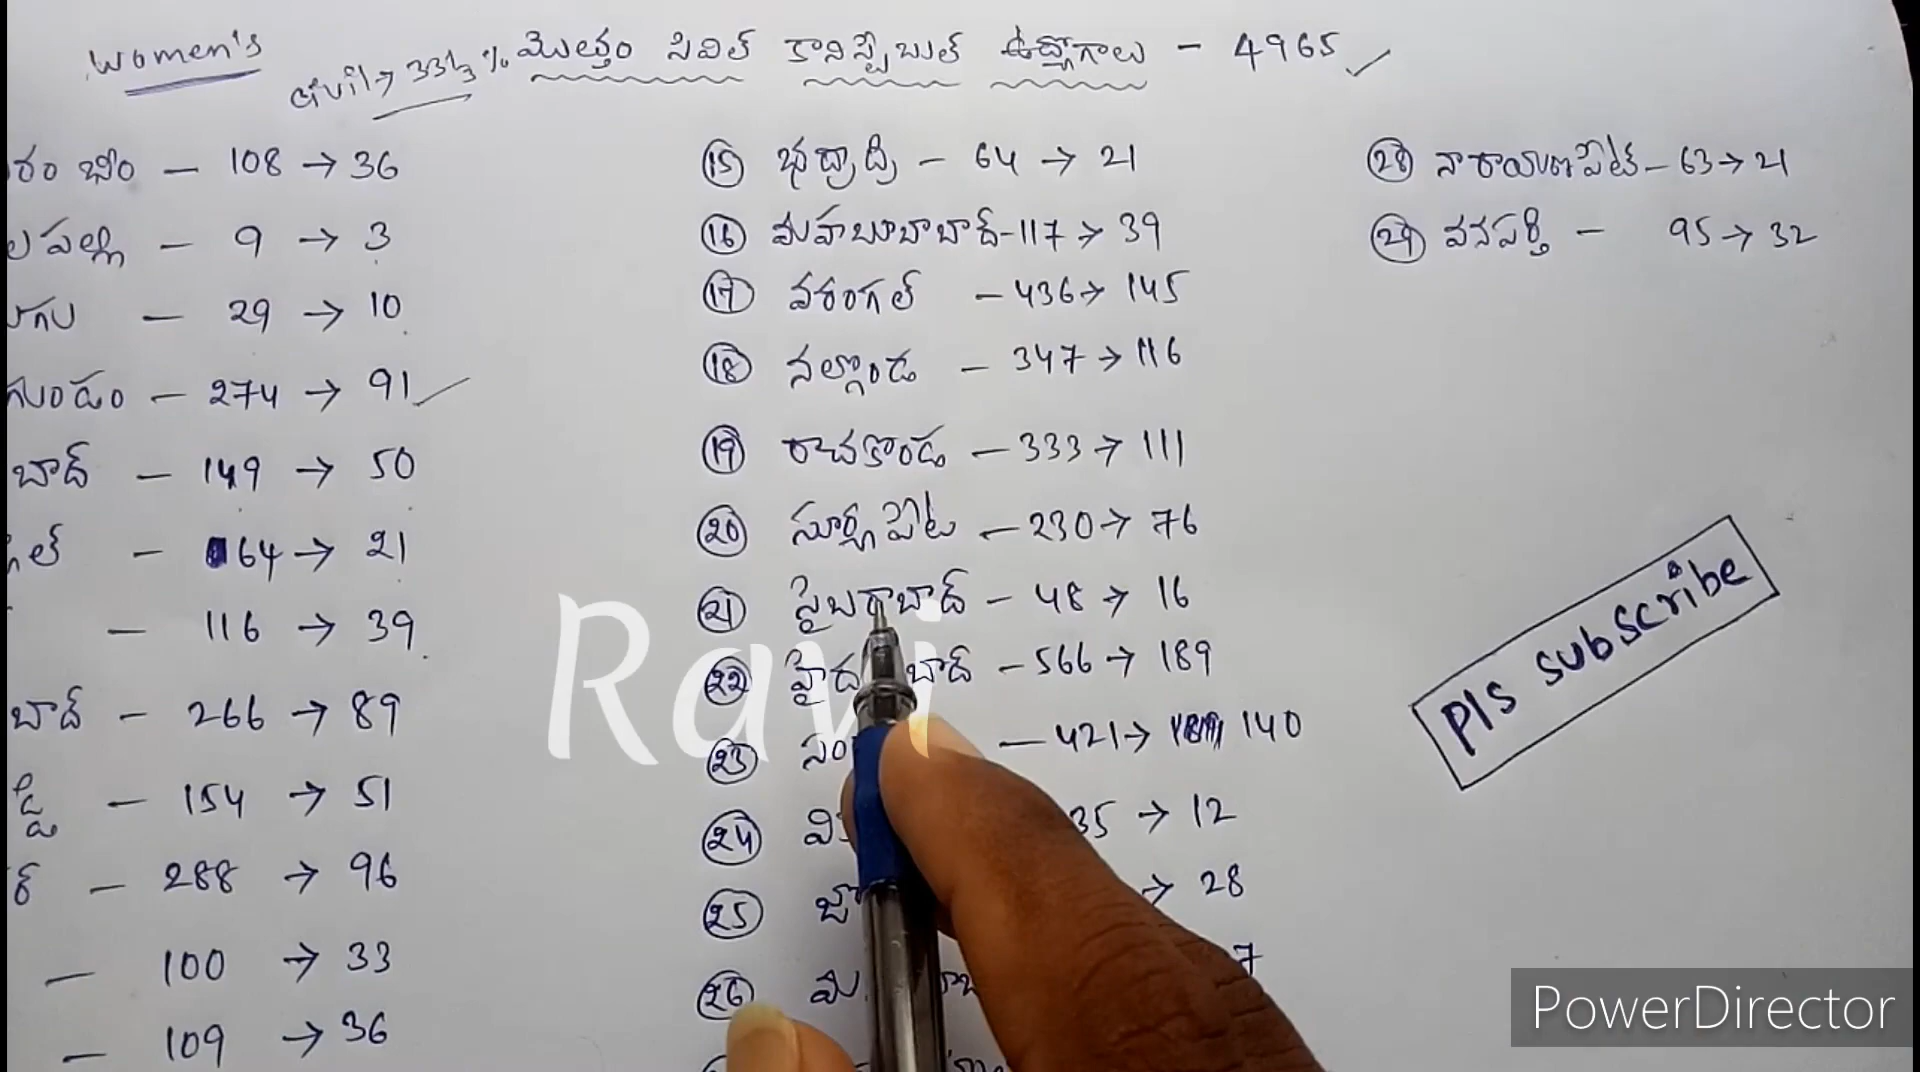 women's
civil → 33⅓ % మొత్తం సివిల్ కానిస్టేబుల్ ఉద్యోగాలు - 4965
రం భీం - 108 → 36
ల పల్లి - 9 → 3
- 29 → 10
గుండం - 274 → 91
బాద్ - 149 → 50
ల్ - 64 → 21
- 116 → 39
బాద్ - 266 → 89
డ్డి - 154 → 51
- 288 → 96
- 100 → 33
- 109 → 36
15 భద్రాద్రి - 64 → 21
16 మహబూబాబాద్ - 117 → 39
17 వరంగల్ - 436 → 145
18 నల్గొండ - 347 → 116
19 రాచకొండ - 333 → 111
20 సూర్యాపేట - 230 → 76
21 సైబరాబాద్ - 48 → 16
22 హైద బాద్ - 566 → 189
23 సం - 421 → 140
24 వి 35 → 12
25 జో → 28
26 మ 7
28 నారాయణపేట్ - 63 → 21
29 వనపర్తి - 95 → 32
Pls subscribe
Ravi
PowerDirector